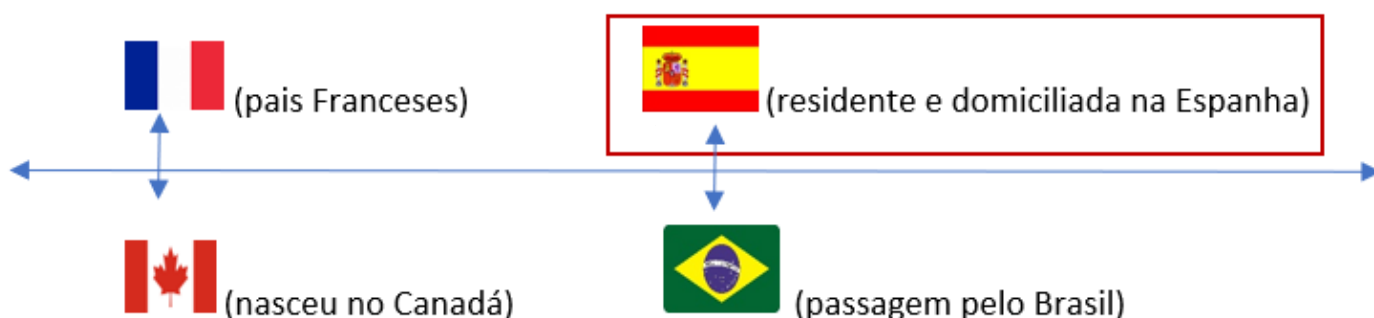 (pais Franceses)
(residente e domiciliada na Espanha)
(nasceu no Canadá)
(passagem pelo Brasil)